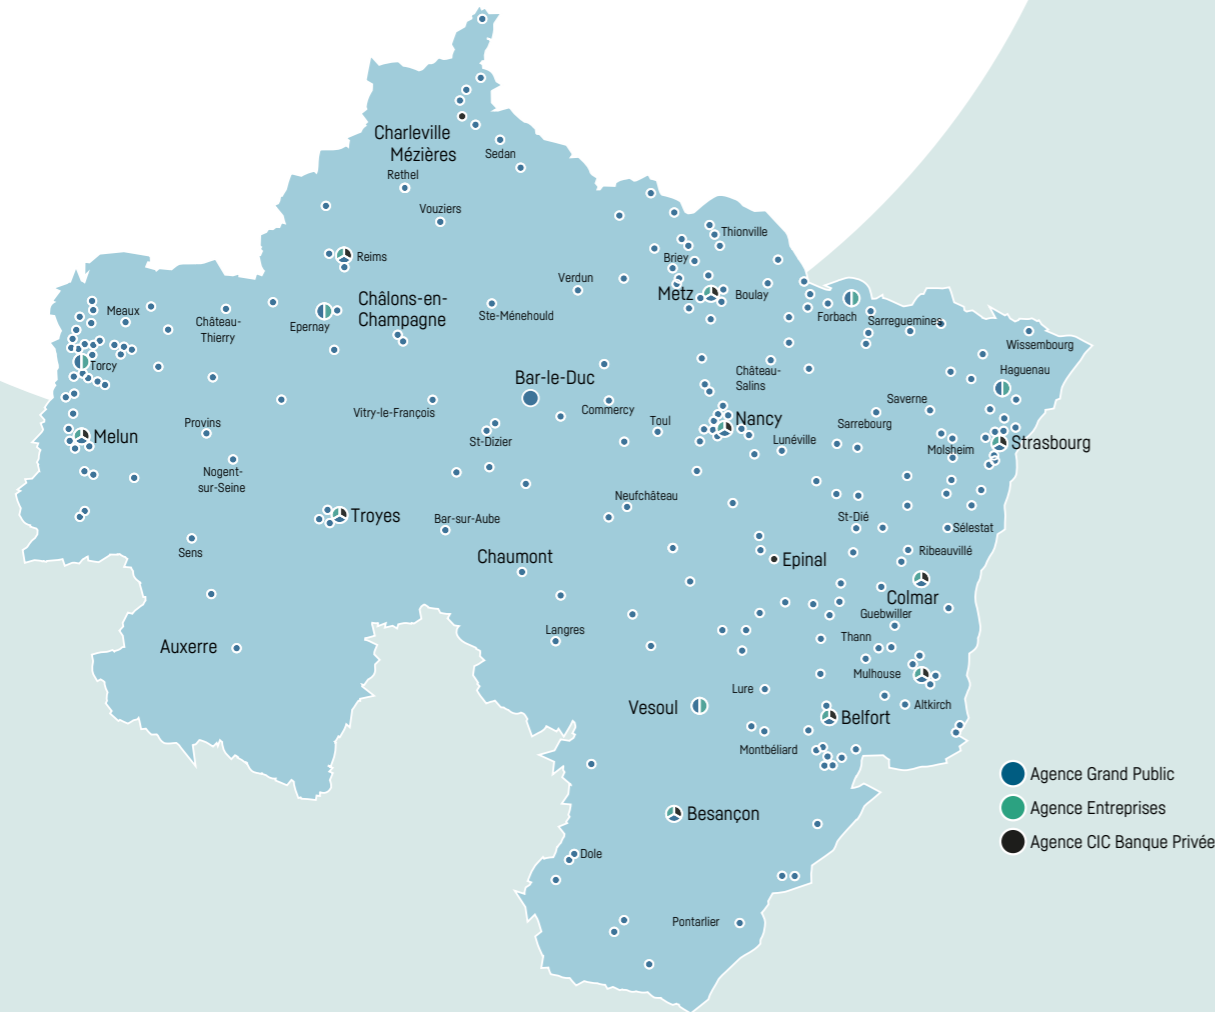 Charleville
Mézières
Sedan
Rethel
Vouziers
Thionville
Reims
Briey
Verdun
Metz
Boulay
Châlons-en-
Champagne
Meaux
Château-
Thierry
Epernay
Ste-Ménehould
Forbach
Sarreguemines
Wissembourg
Torcy
Château-
Salins
Haguenau
Bar-le-Duc
Saverne
Vitry-le-François
Commercy
Toul
Nancy
Sarrebourg
Provins
Melun
St-Dizier
Lunéville
Molsheim
Strasbourg
Nogent-
sur-Seine
Neufchâteau
Troyes
Bar-sur-Aube
St-Dié
Sélestat
Sens
Chaumont
Epinal
Ribeauvillé
Colmar
Guebwiller
Langres
Thann
Auxerre
Mulhouse
Lure
Vesoul
Altkirch
Belfort
Montbéliard
Besançon
Dole
Pontarlier
Agence Grand Public
Agence Entreprises
Agence CIC Banque Privée